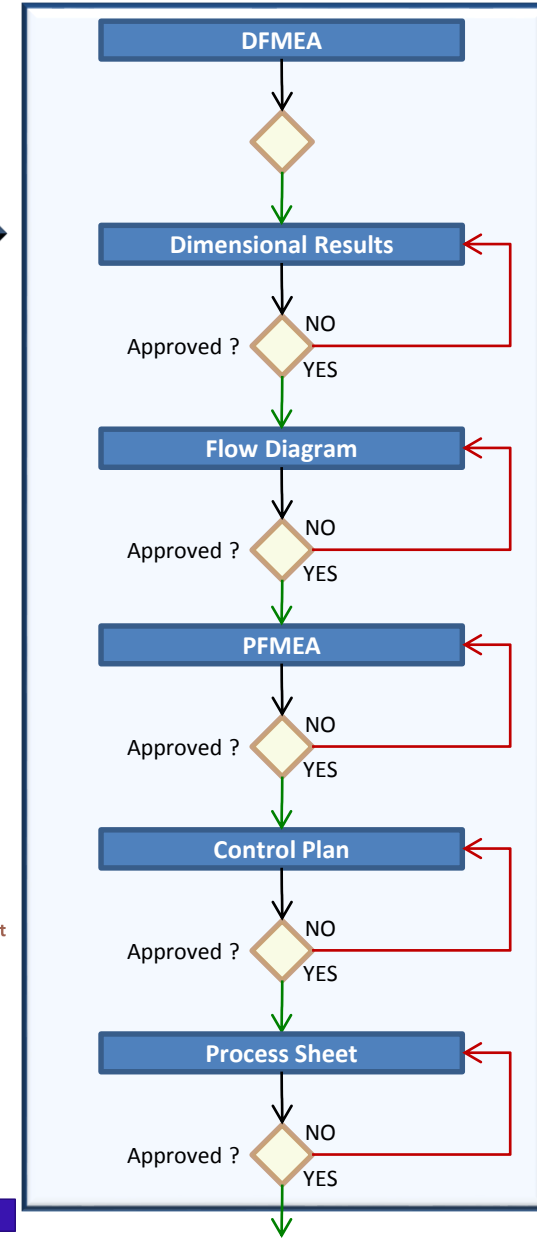 DFMEA
Dimensional Results
NO
Approved ?
YES
Flow Diagram
NO
Approved ?
YES
PFMEA
NO
Approved ?
YES
Control Plan
t
NO
Approved ?
YES
Process Sheet
NO
Approved ?
YES